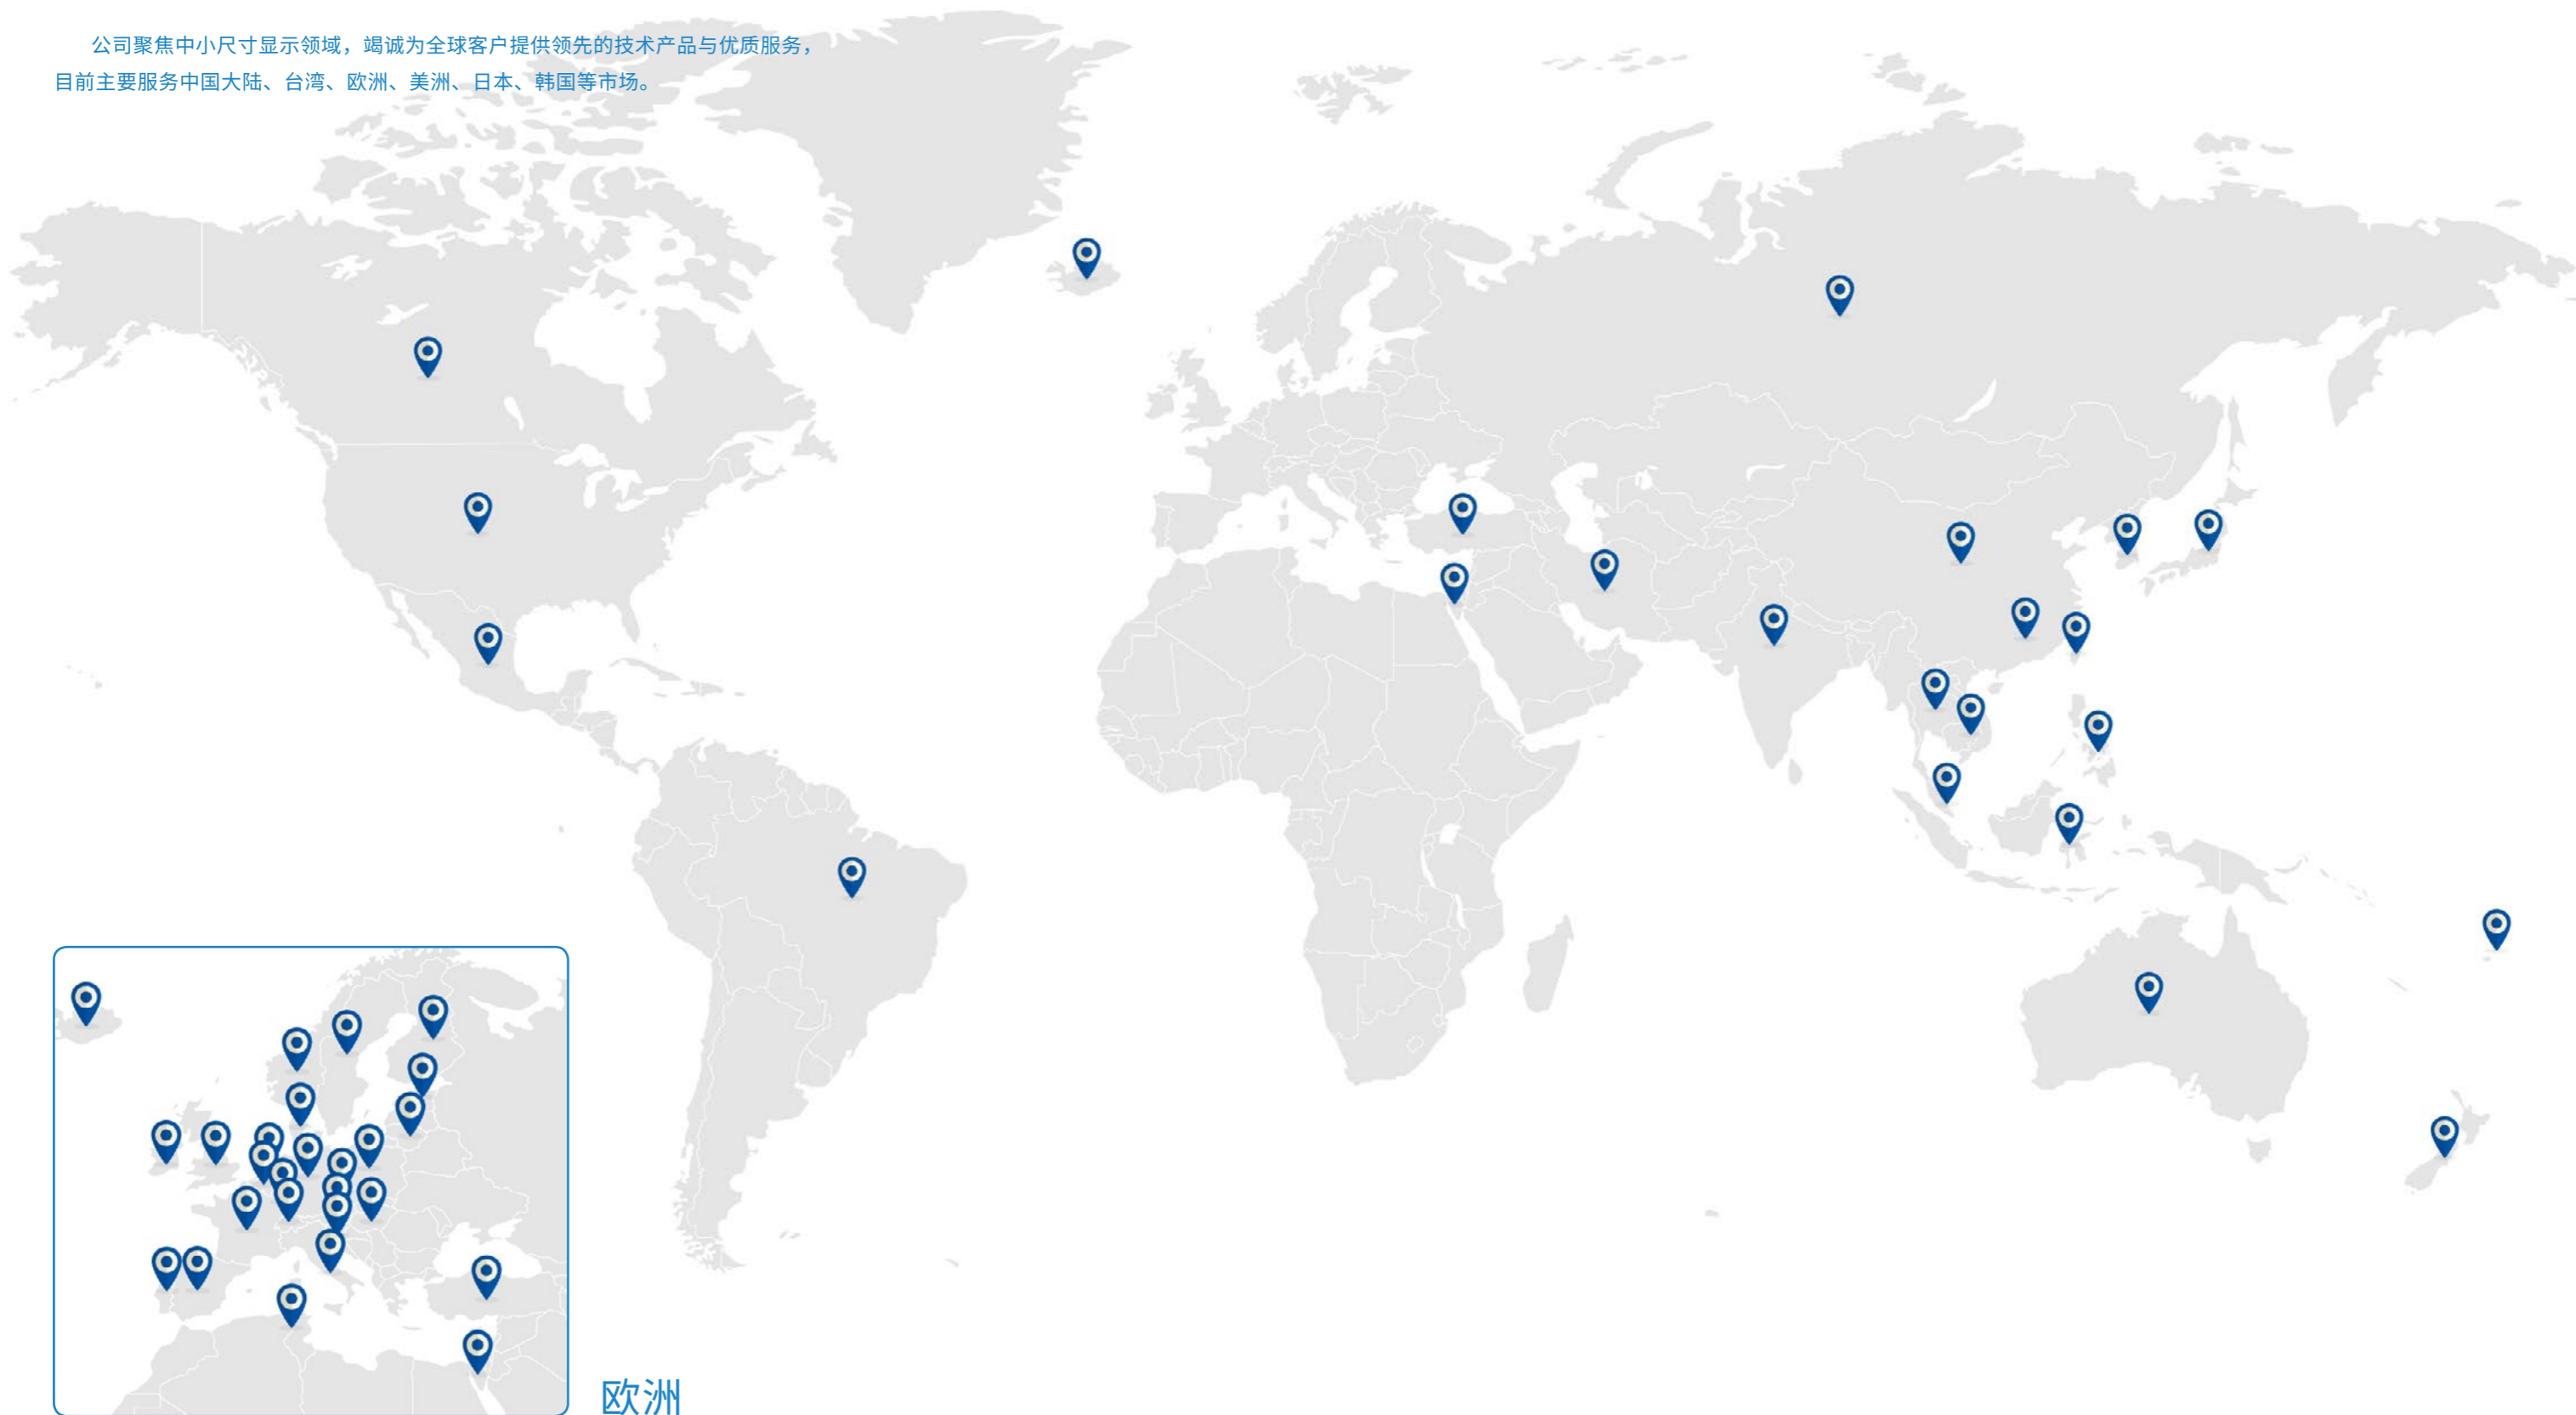 公司聚焦中小尺寸显示领域，竭诚为全球客户提供领先的技术产品与优质服务，
目前主要服务中国大陆、台湾、欧洲、美洲、日本、韩国等市场。
欧洲